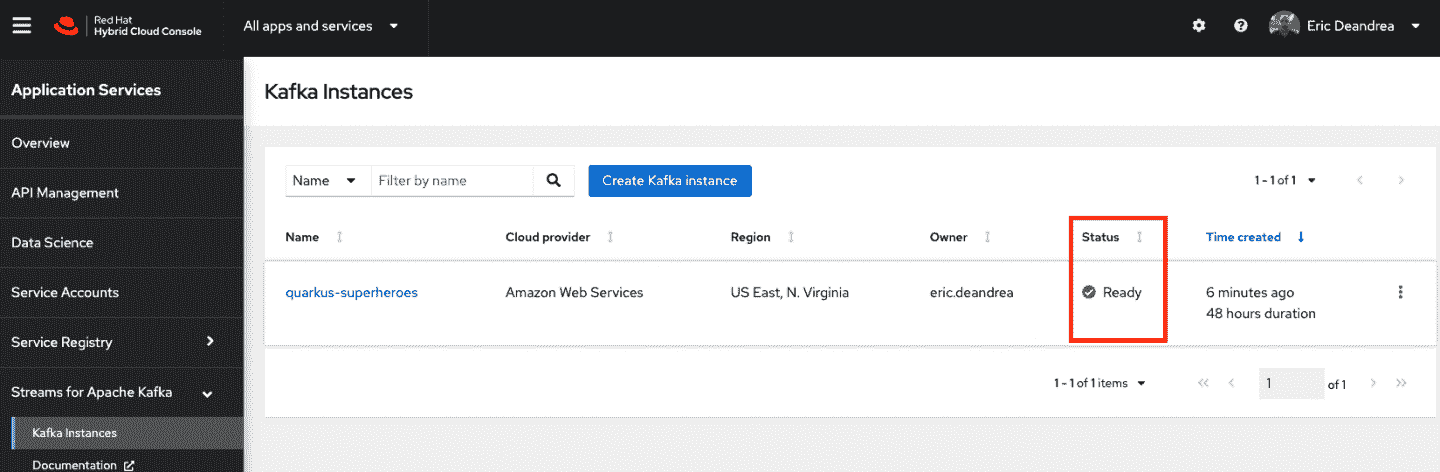 Red Hat
Hybrid Cloud Console
All apps and services
Eric Deandrea
Application Services
Overview
API Management
Data Science
Service Accounts
Service Registry
Streams for Apache Kafka
Kafka Instances
Documentation
Kafka Instances
Name
Filter by name
Create Kafka instance
1 - 1 of 1
Name Cloud provider Region Owner Status Time created
quarkus-superheroes Amazon Web Services US East, N. Virginia eric.deandrea Ready 6 minutes ago
48 hours duration
1 - 1 of 1 items
1 of 1